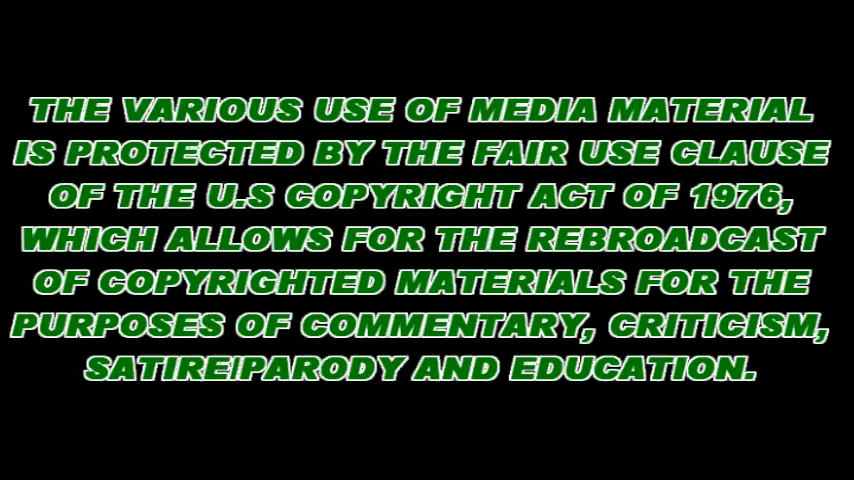 THE VARIOUS USE OF MEDIA MATERIAL
IS PROTECTED BY THE FAIR USE CLAUSE
OF THE U.S COPYRIGHT ACT OF 1976,
WHICH ALLOWS FOR THE REBROADCAST
OF COPYRIGHTED MATERIALS FOR THE
PURPOSES OF COMMENTARY, CRITICISM,
SATIRE/PARODY AND EDUCATION.